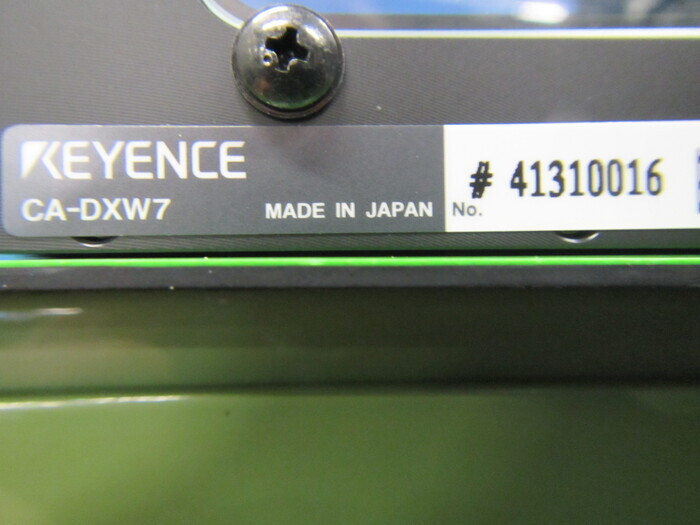 KEYENCE
CA-DXW7
MADE IN JAPAN
No. # 41310016